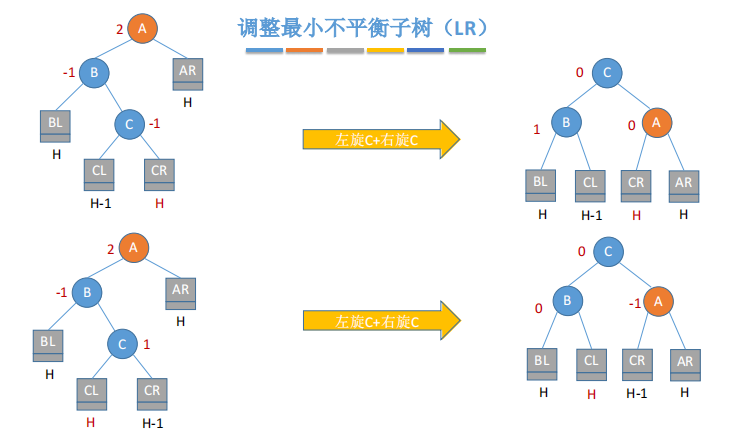 调整最小不平衡子树（LR）
2 A
-1 B AR
H
BL C -1
H
CL CR
H-1 H
左旋C+右旋C
0 C
1 B 0 A
BL CL CR AR
H H-1 H H
2 A
-1 B AR
H
BL C 1
H
CL CR
H H-1
左旋C+右旋C
0 C
0 B -1 A
BL CL CR AR
H H H-1 H